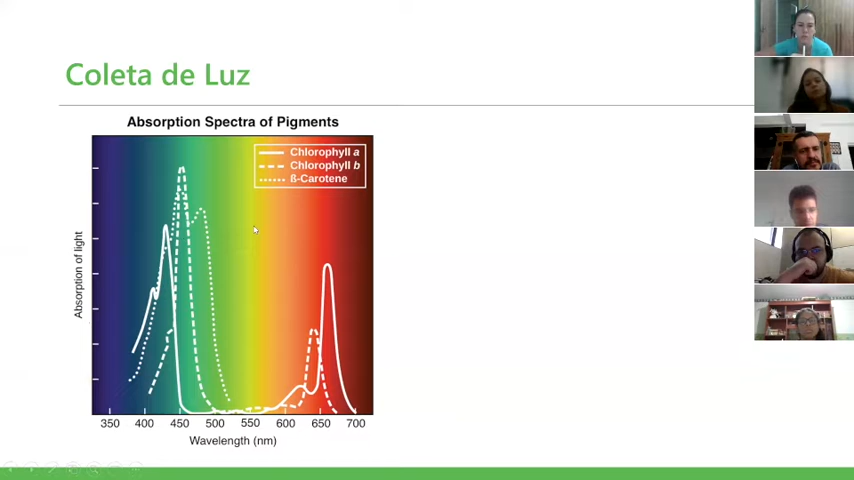 Coleta de Luz
Absorption Spectra of Pigments
Chlorophyll a
Chlorophyll b
ß-Carotene
Absorption of light
350 400 450 500 550 600 650 700
Wavelength (nm)